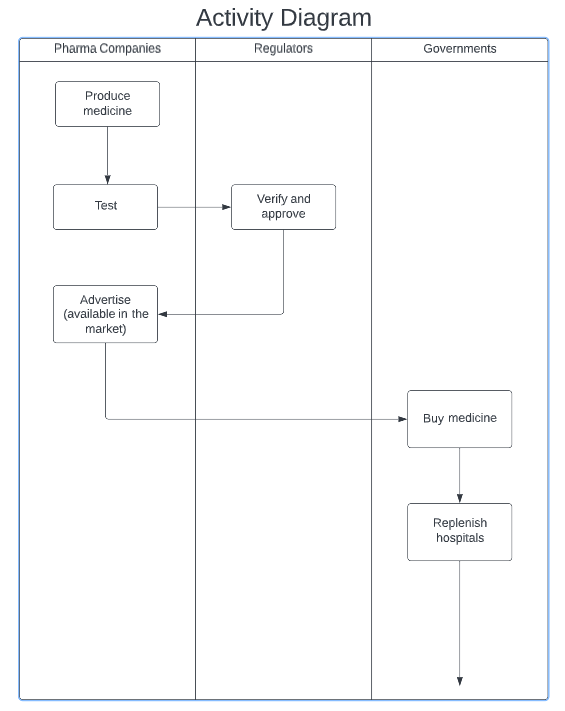 Activity Diagram
Pharma Companies
Regulators
Governments
Produce
medicine
Test
Verify and
approve
Advertise
(available in the
market)
Buy medicine
Replenish
hospitals